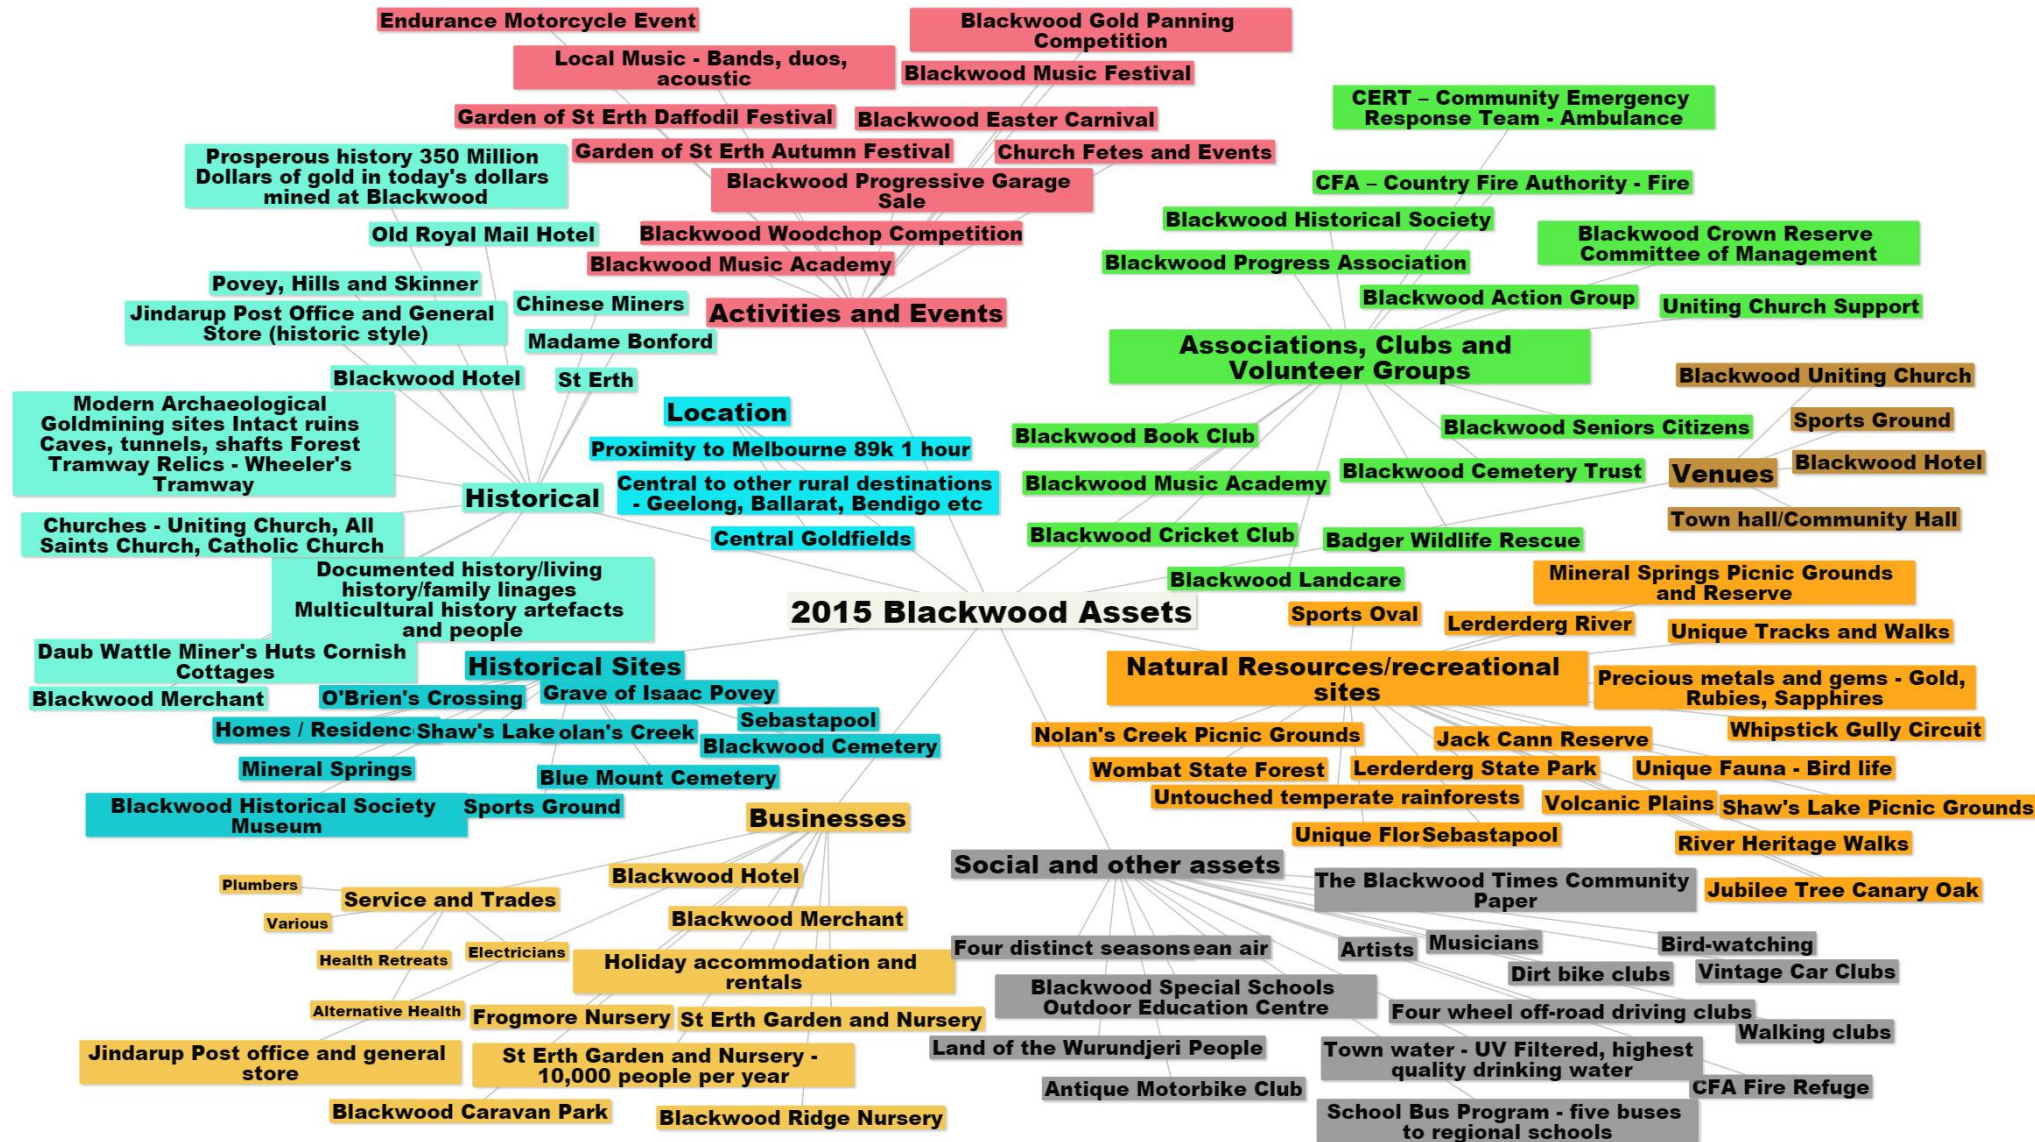 2015 Blackwood Assets
Activities and Events
Endurance Motorcycle Event
Local Music - Bands, duos,
acoustic
Blackwood Gold Panning
Competition
Blackwood Music Festival
Garden of St Erth Daffodil Festival
Blackwood Easter Carnival
Garden of St Erth Autumn Festival
Church Fetes and Events
Blackwood Progressive Garage
Sale
Blackwood Woodchop Competition
Blackwood Music Academy
Associations, Clubs and
Volunteer Groups
CERT – Community Emergency
Response Team - Ambulance
CFA – Country Fire Authority - Fire
Blackwood Historical Society
Blackwood Crown Reserve
Committee of Management
Blackwood Progress Association
Blackwood Action Group
Uniting Church Support
Blackwood Book Club
Blackwood Seniors Citizens
Blackwood Cemetery Trust
Blackwood Music Academy
Blackwood Cricket Club
Badger Wildlife Rescue
Blackwood Landcare
Venues
Blackwood Uniting Church
Sports Ground
Blackwood Hotel
Town hall/Community Hall
Natural Resources/recreational
sites
Mineral Springs Picnic Grounds
and Reserve
Sports Oval
Lerderderg River
Unique Tracks and Walks
Precious metals and gems - Gold,
Rubies, Sapphires
Whipstick Gully Circuit
Nolan's Creek Picnic Grounds
Jack Cann Reserve
Wombat State Forest
Lerderderg State Park
Unique Fauna - Bird life
Untouched temperate rainforests
Volcanic Plains
Shaw's Lake Picnic Grounds
Unique Flor
Sebastapool
River Heritage Walks
Jubilee Tree Canary Oak
Social and other assets
The Blackwood Times Community
Paper
Four distinct seasons
ean air
Artists
Musicians
Bird-watching
Dirt bike clubs
Vintage Car Clubs
Blackwood Special Schools
Outdoor Education Centre
Four wheel off-road driving clubs
Walking clubs
Land of the Wurundjeri People
Town water - UV Filtered, highest
quality drinking water
Antique Motorbike Club
CFA Fire Refuge
School Bus Program - five buses
to regional schools
Businesses
Blackwood Hotel
Service and Trades
Plumbers
Various
Health Retreats
Electricians
Alternative Health
Blackwood Merchant
Holiday accommodation and
rentals
Frogmore Nursery
St Erth Garden and Nursery
Jindarup Post office and general
store
St Erth Garden and Nursery -
10,000 people per year
Blackwood Caravan Park
Blackwood Ridge Nursery
Historical Sites
O'Brien's Crossing
Grave of Isaac Povey
Sebastapool
Homes / Residenc
Shaw's Lake
olan's Creek
Blackwood Cemetery
Mineral Springs
Blue Mount Cemetery
Blackwood Historical Society
Museum
Sports Ground
Location
Proximity to Melbourne 89k 1 hour
Central to other rural destinations
- Geelong, Ballarat, Bendigo etc
Central Goldfields
Historical
Prosperous history 350 Million
Dollars of gold in today's dollars
mined at Blackwood
Old Royal Mail Hotel
Povey, Hills and Skinner
Chinese Miners
Jindarup Post Office and General
Store (historic style)
Madame Bonford
Blackwood Hotel
St Erth
Modern Archaeological
Goldmining sites Intact ruins
Caves, tunnels, shafts Forest
Tramway Relics - Wheeler's
Tramway
Churches - Uniting Church, All
Saints Church, Catholic Church
Documented history/living
history/family linages
Multicultural history artefacts
and people
Daub Wattle Miner's Huts Cornish
Cottages
Blackwood Merchant